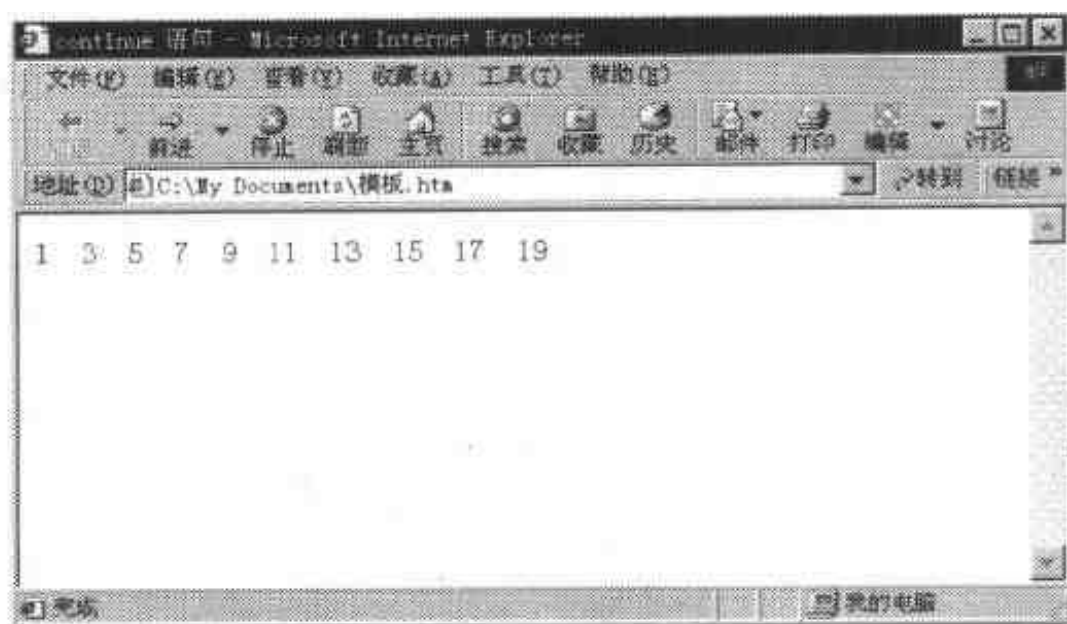 continue 语句 - Microsoft Internet Explorer
文件(F) 编辑(E) 查看(V) 收藏(A) 工具(T) 帮助(H)
前进 停止 刷新 主页 搜索 收藏 历史 邮件 打印 编辑 讨论
地址(D) C:\My Documents\模板.htm 转到 链接 »
1 3 5 7 9 11 13 15 17 19
完成 我的电脑